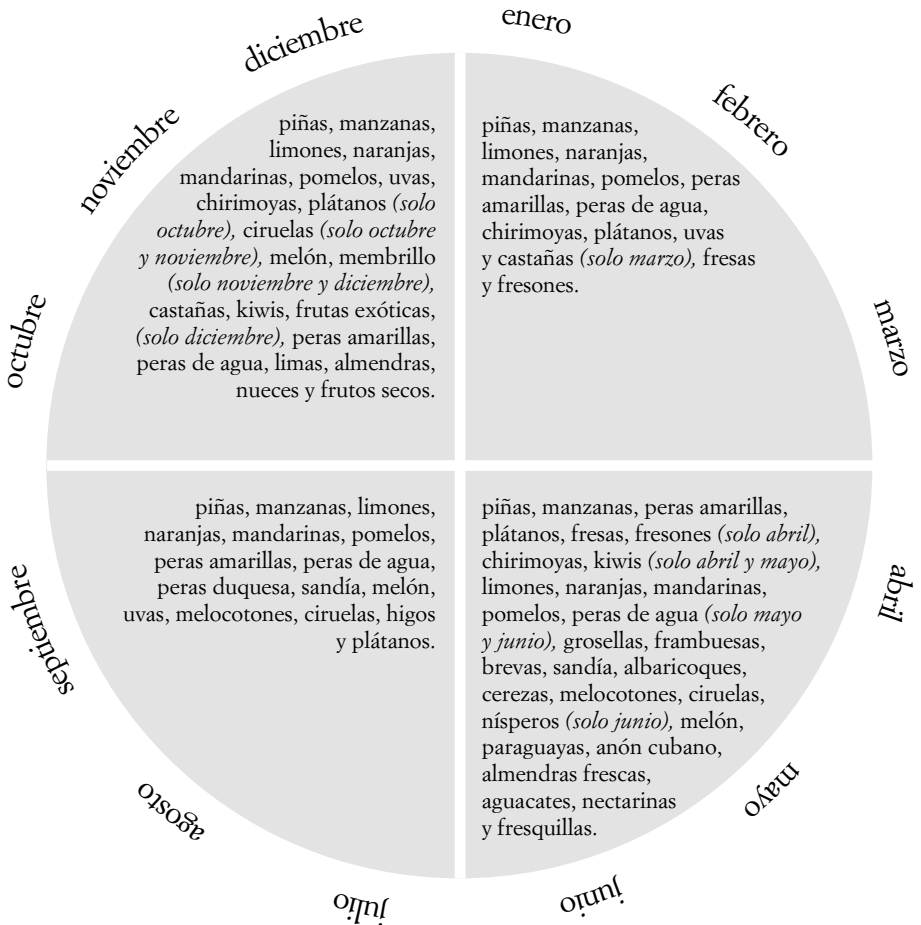 enero
febrero
marzo
abril
mayo
junio
julio
agosto
septiembre
octubre
noviembre
diciembre
piñas, manzanas,
limones, naranjas,
mandarinas, pomelos, uvas,
chirimoyas, plátanos (solo
octubre), ciruelas (solo octubre
y noviembre), melón, membrillo
(solo noviembre y diciembre),
castañas, kiwis, frutas exóticas,
(solo diciembre), peras amarillas,
peras de agua, limas, almendras,
nueces y frutos secos.
piñas, manzanas,
limones, naranjas,
mandarinas, pomelos, peras
amarillas, peras de agua,
chirimoyas, plátanos, uvas
y castañas (solo marzo), fresas
y fresones.
piñas, manzanas, limones,
naranjas, mandarinas, pomelos,
peras amarillas, peras de agua,
peras duquesa, sandía, melón,
uvas, melocotones, ciruelas, higos
y plátanos.
piñas, manzanas, peras amarillas,
plátanos, fresas, fresones (solo abril),
chirimoyas, kiwis (solo abril y mayo),
limones, naranjas, mandarinas,
pomelos, peras de agua (solo mayo
y junio), grosellas, frambuesas,
brevas, sandía, albaricoques,
cerezas, melocotones, ciruelas,
nísperos (solo junio), melón,
paraguayas, anón cubano,
almendras frescas,
aguacates, nectarinas
y fresquillas.